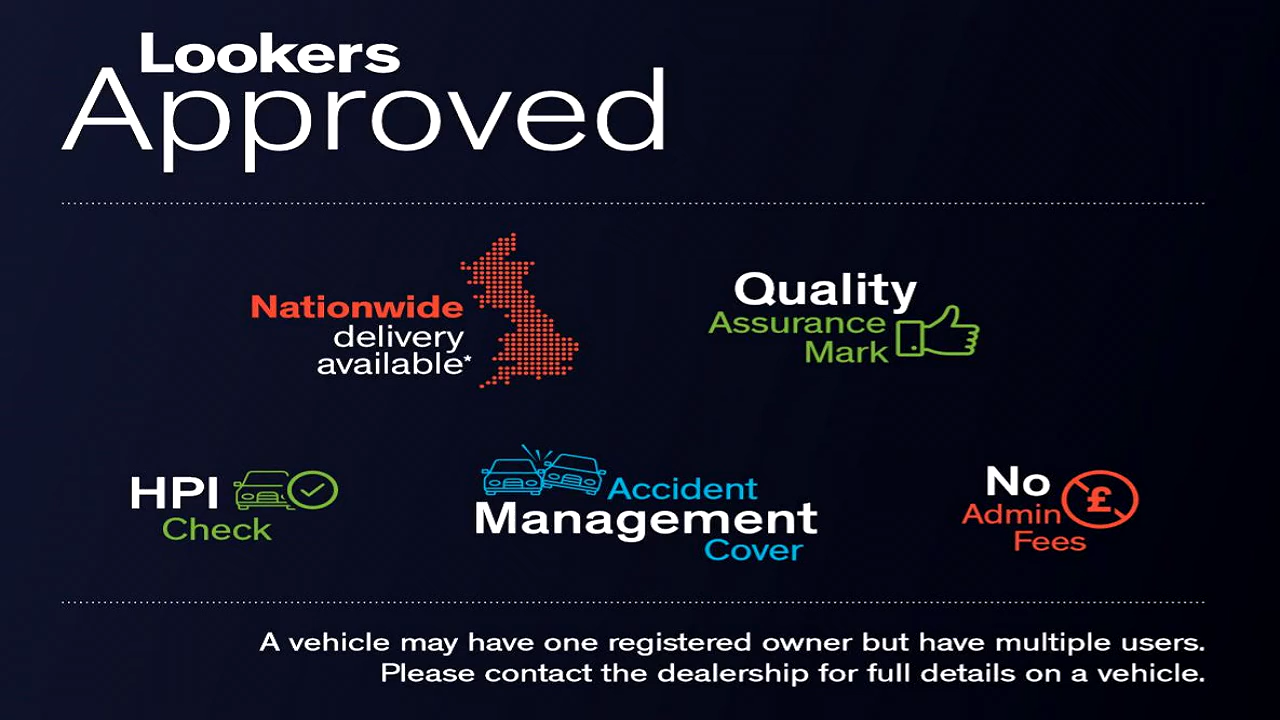 Lookers
Approved
Nationwide
delivery
available*
Quality
Assurance
Mark
HPI
Check
Accident
Management
Cover
No
Admin
Fees
£
A vehicle may have one registered owner but have multiple users.
Please contact the dealership for full details on a vehicle.